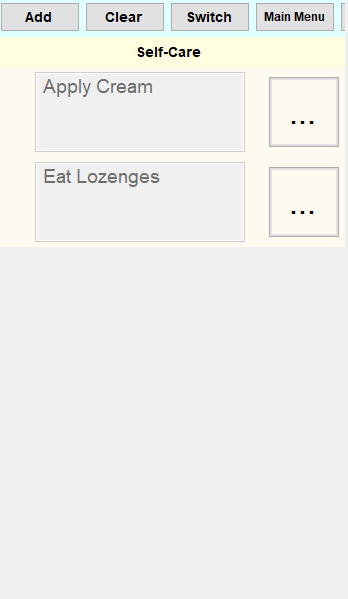 Add Clear Switch Main Menu
Self-Care
Apply Cream
...
Eat Lozenges
...